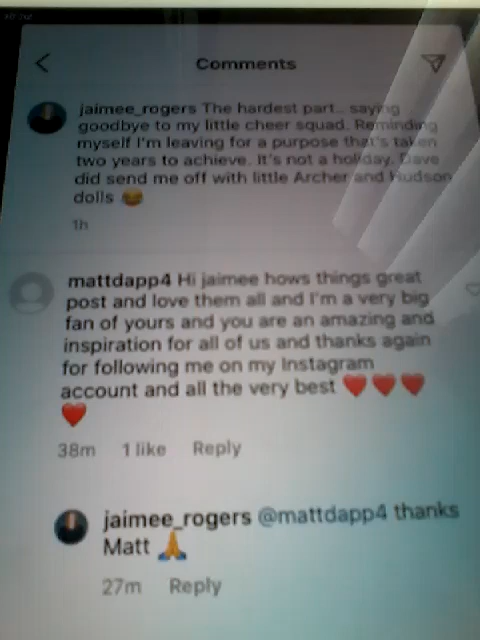 Comments
jaimee_rogers The hardest part.. saying
goodbye to my little cheer squad. Reminding
myself I'm leaving for a purpose that's taken
two years to achieve. It's not a holiday. Dave
did send me off with little Archer and Hudson
dolls 😂
1h
mattdapp4 Hi jaimee hows things great
post and love them all and I'm a very big
fan of yours and you are an amazing and
inspiration for all of us and thanks again
for following me on my Instagram
account and all the very best ❤️❤️❤️
❤️
38m 1 like Reply
jaimee_rogers @mattdapp4 thanks
Matt 🙏
27m Reply